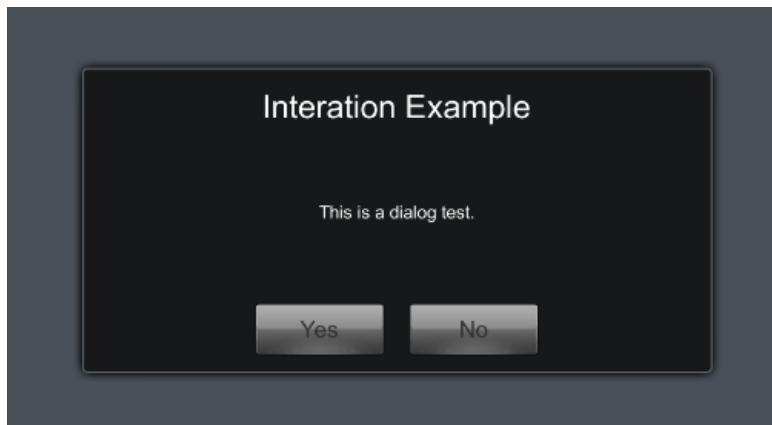 Interation Example
This is a dialog test.
Yes No